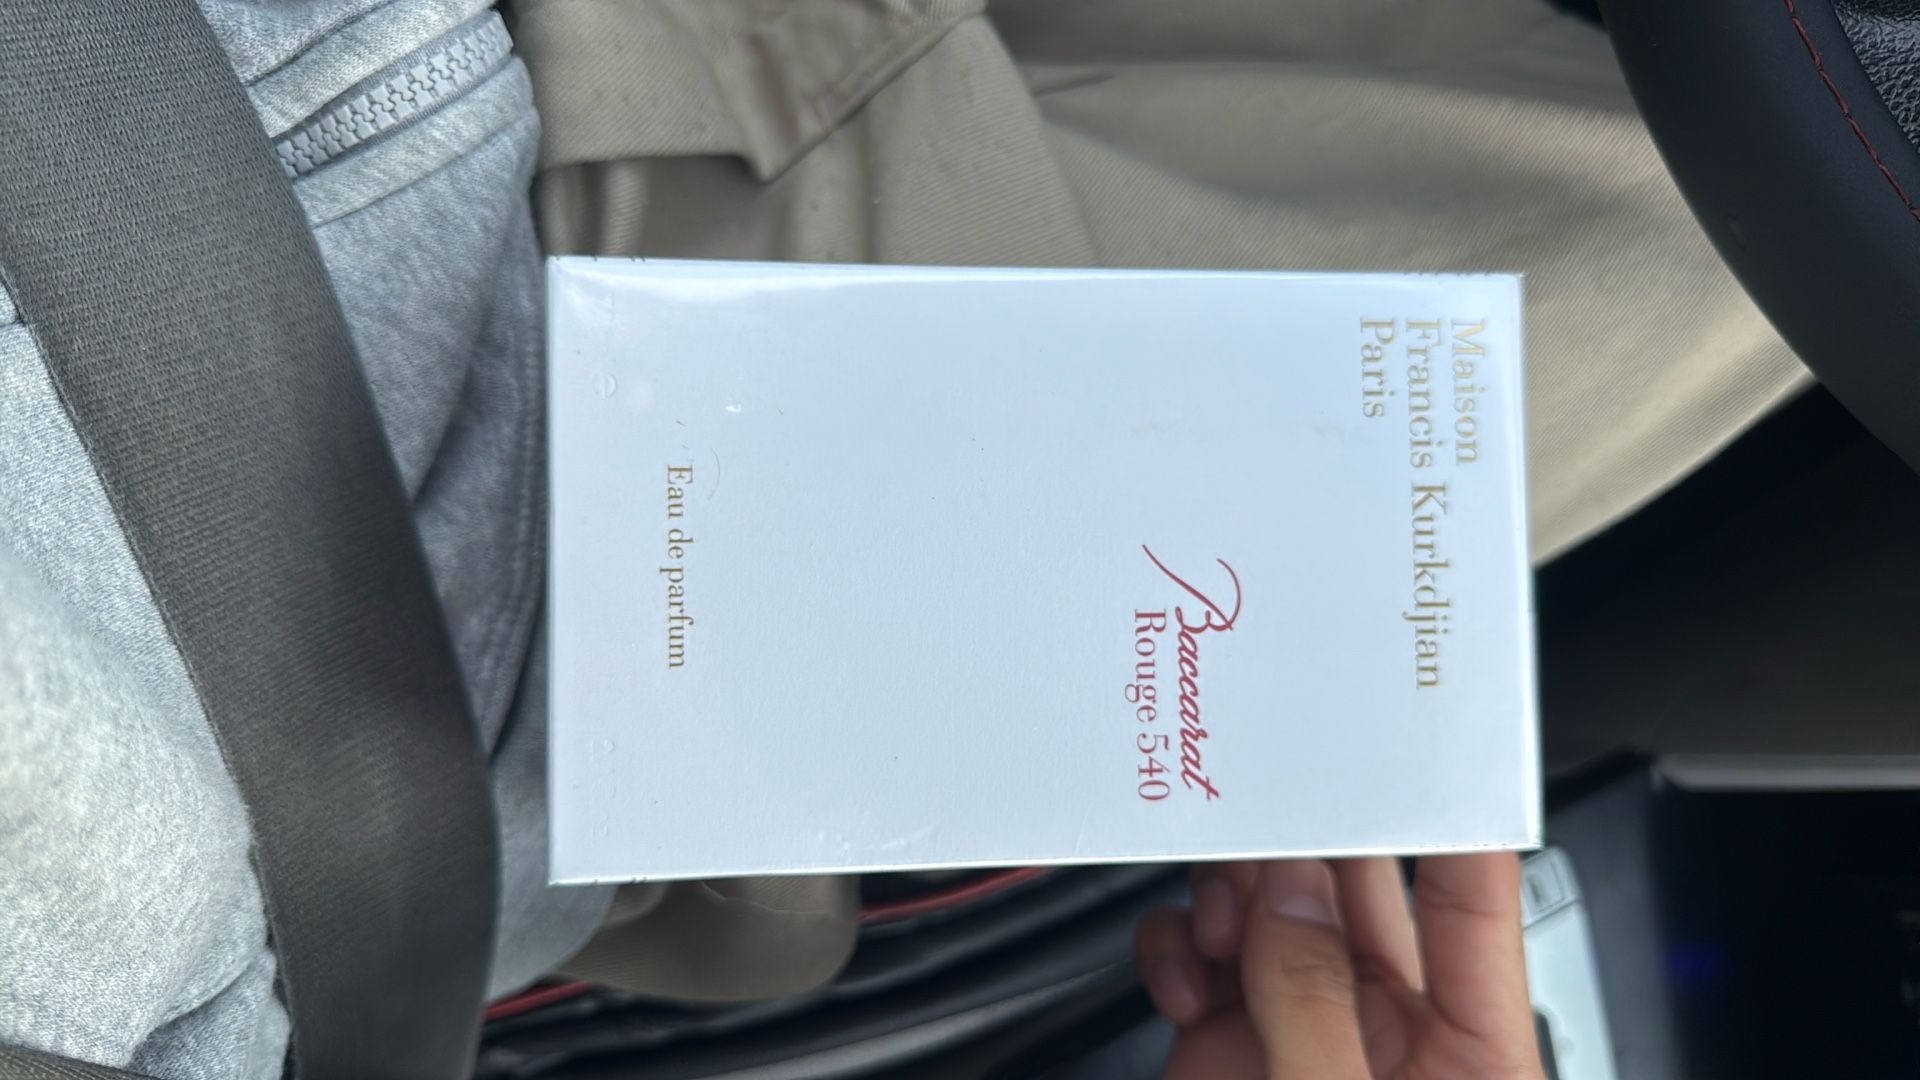 Maison
Francis Kurkdjian
Paris
Baccarat
Rouge 540
Eau de parfum